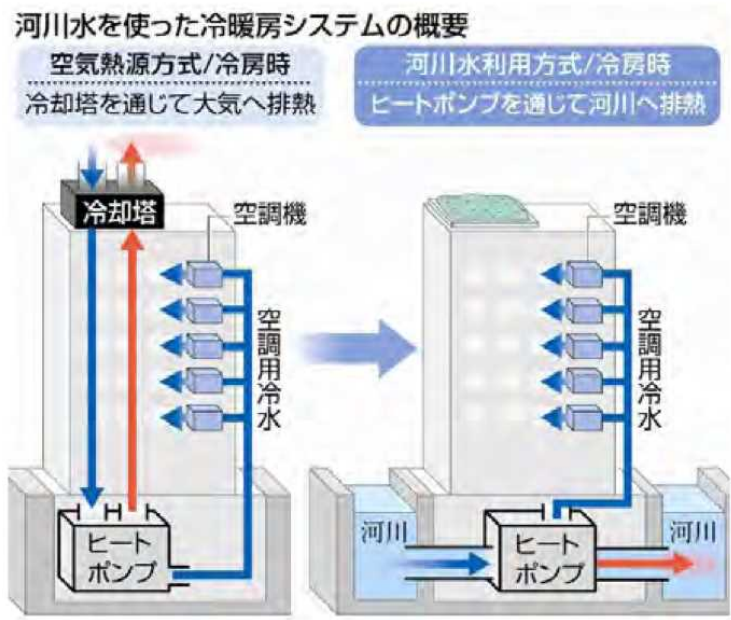 河川水を使った冷暖房システムの概要
空気熱源方式/冷房時
冷却塔を通じて大気へ排熱
河川水利用方式/冷房時
ヒートポンプを通じて河川へ排熱
冷却塔
空調機
空調用冷水
ヒート
ポンプ
空調機
空調用冷水
河川
ヒート
ポンプ
河川